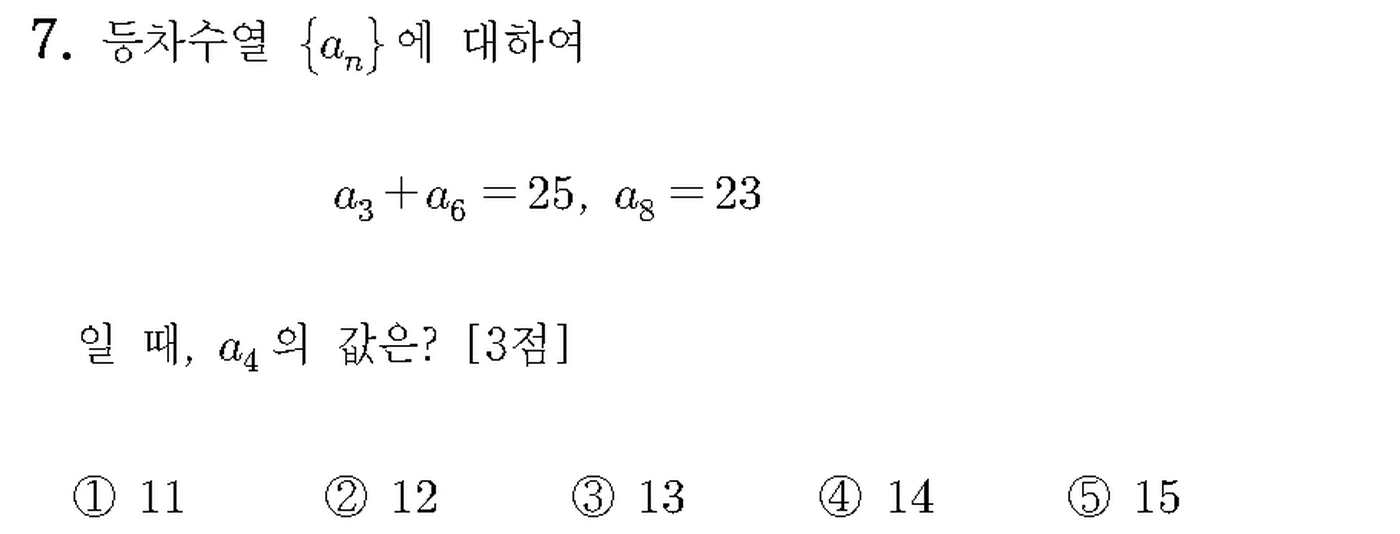 7. 등차수열 {aₙ}에 대하여
a₃+a₆=25, a₈=23
일 때, a₄의 값은? [3점]
① 11 ② 12 ③ 13 ④ 14 ⑤ 15